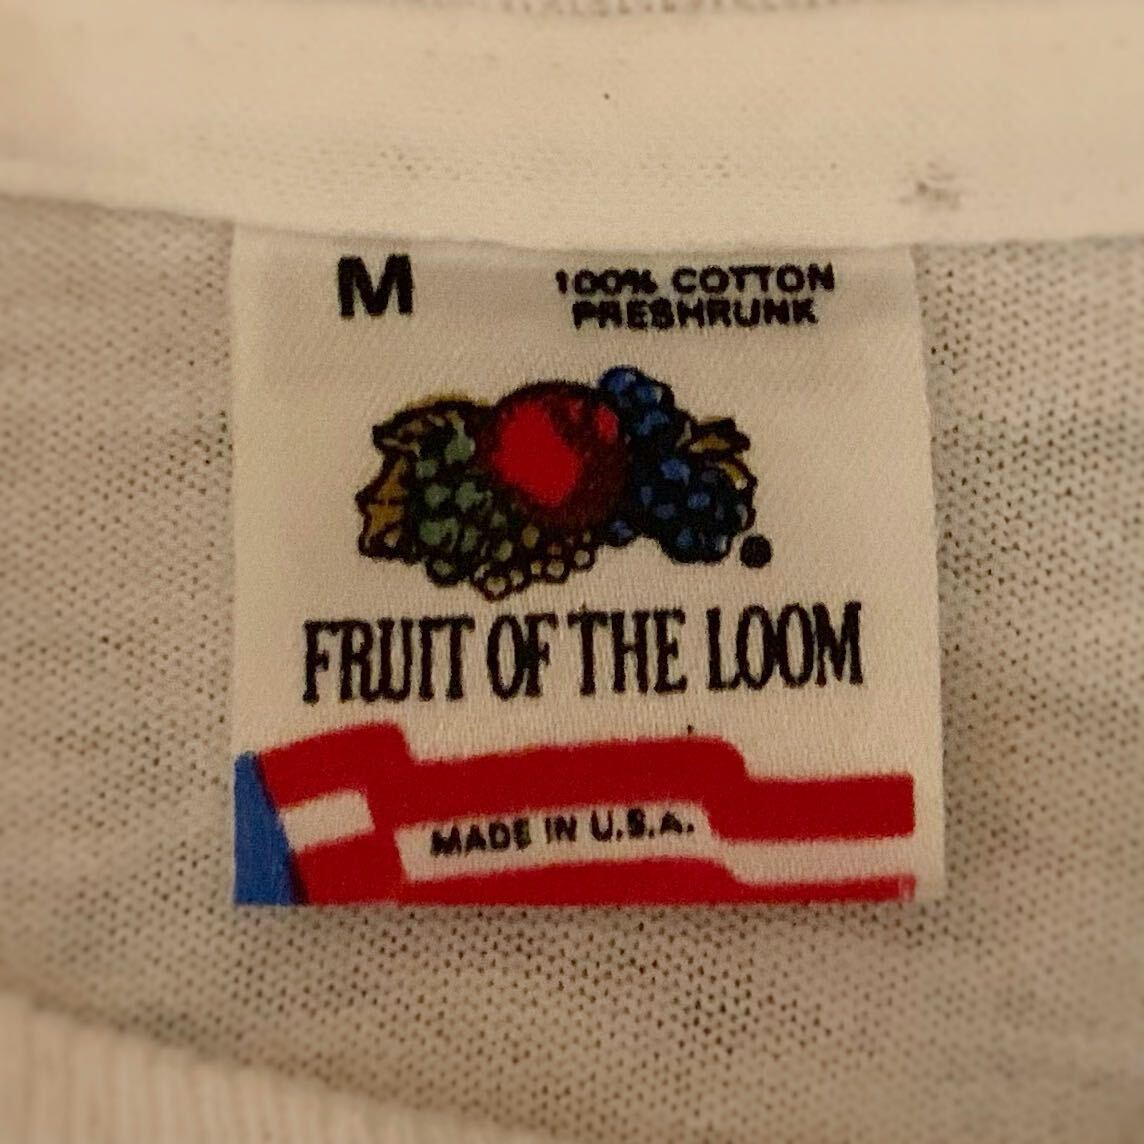 M
100% COTTON
PRESHRUNK
FRUIT OF THE LOOM
MADE IN U.S.A.